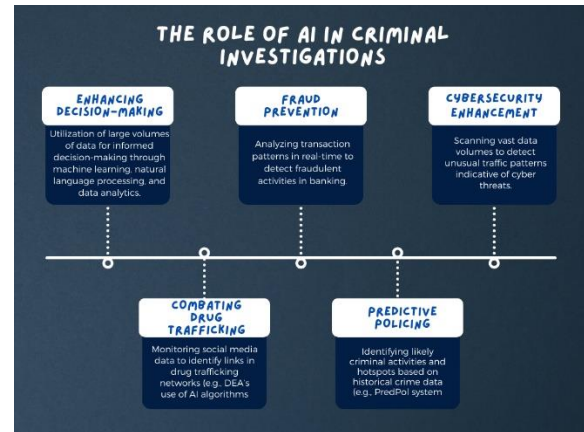 THE ROLE OF AI IN CRIMINAL
INVESTIGATIONS
ENHANCING
DECISION-MAKING
Utilization of large volumes
of data for informed
decision-making through
machine learning, natural
language processing, and
data analytics.
FRAUD
PREVENTION
Analyzing transaction
patterns in real-time to
detect fraudulent
activities in banking.
CYBERSECURITY
ENHANCEMENT
Scanning vast data
volumes to detect
unusual traffic patterns
indicative of cyber
threats.
COMBATING
DRUG
TRAFFICKING
Monitoring social media
data to identify links in
drug trafficking
networks (e.g., DEA's
use of AI algorithms
PREDICTIVE
POLICING
Identifying likely
criminal activities and
hotspots based on
historical crime data
(e.g., PredPol system